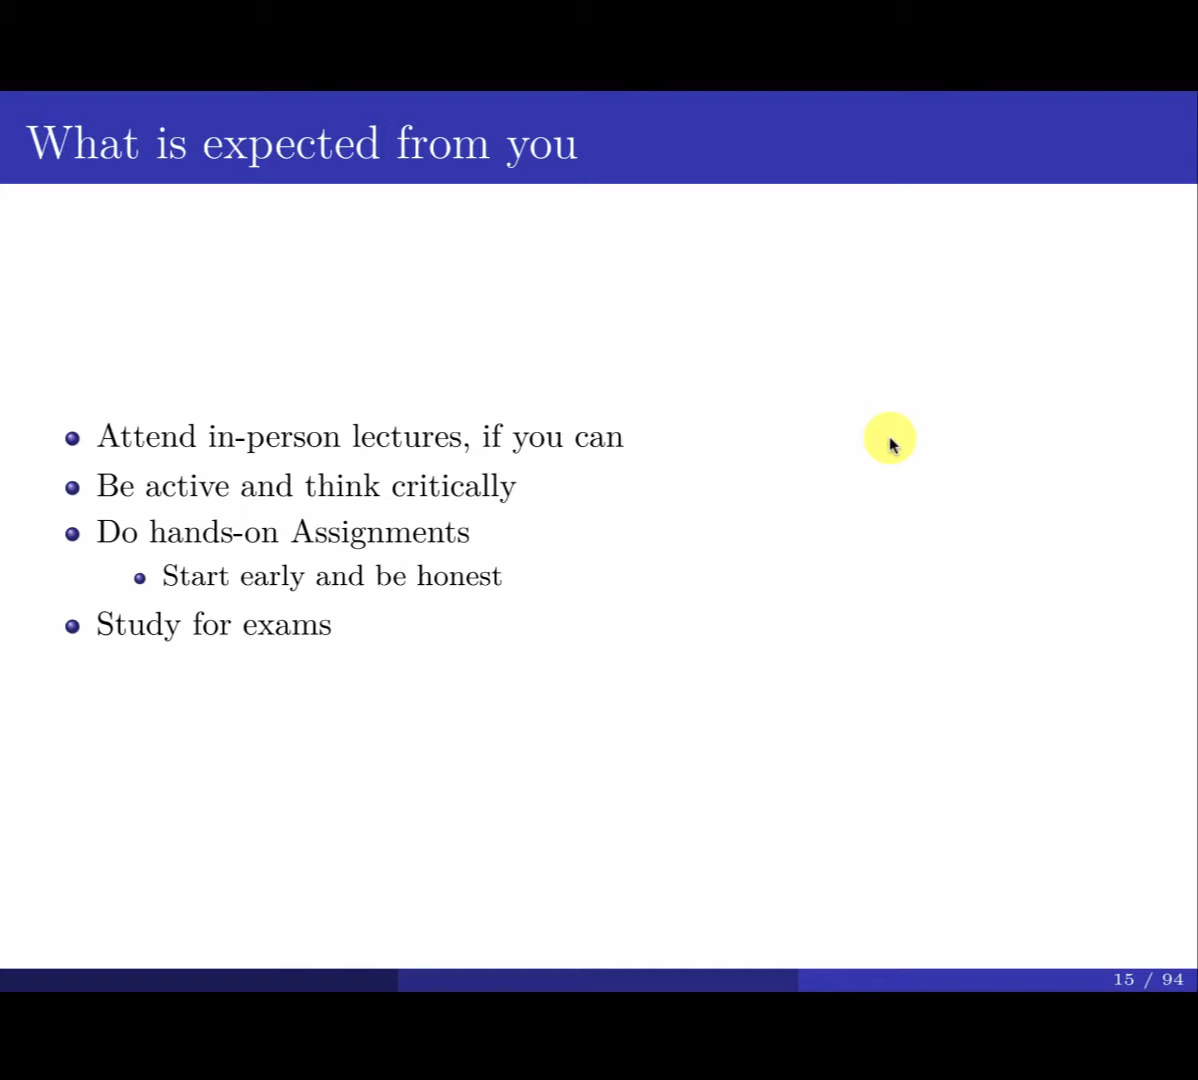 What is expected from you
Attend in-person lectures, if you can
Be active and think critically
Do hands-on Assignments
Start early and be honest
Study for exams
15 / 94